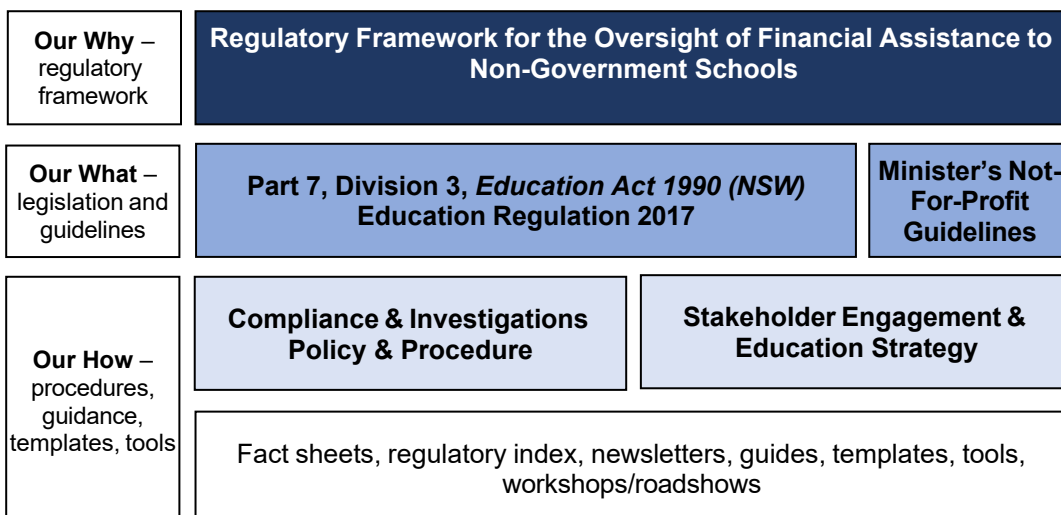 Our Why –
regulatory
framework
Regulatory Framework for the Oversight of Financial Assistance to
Non-Government Schools
Our What –
legislation and
guidelines
Part 7, Division 3, Education Act 1990 (NSW)
Education Regulation 2017
Minister’s Not-
For-Profit
Guidelines
Our How –
procedures,
guidance,
templates, tools
Compliance & Investigations
Policy & Procedure
Stakeholder Engagement &
Education Strategy
Fact sheets, regulatory index, newsletters, guides, templates, tools,
workshops/roadshows